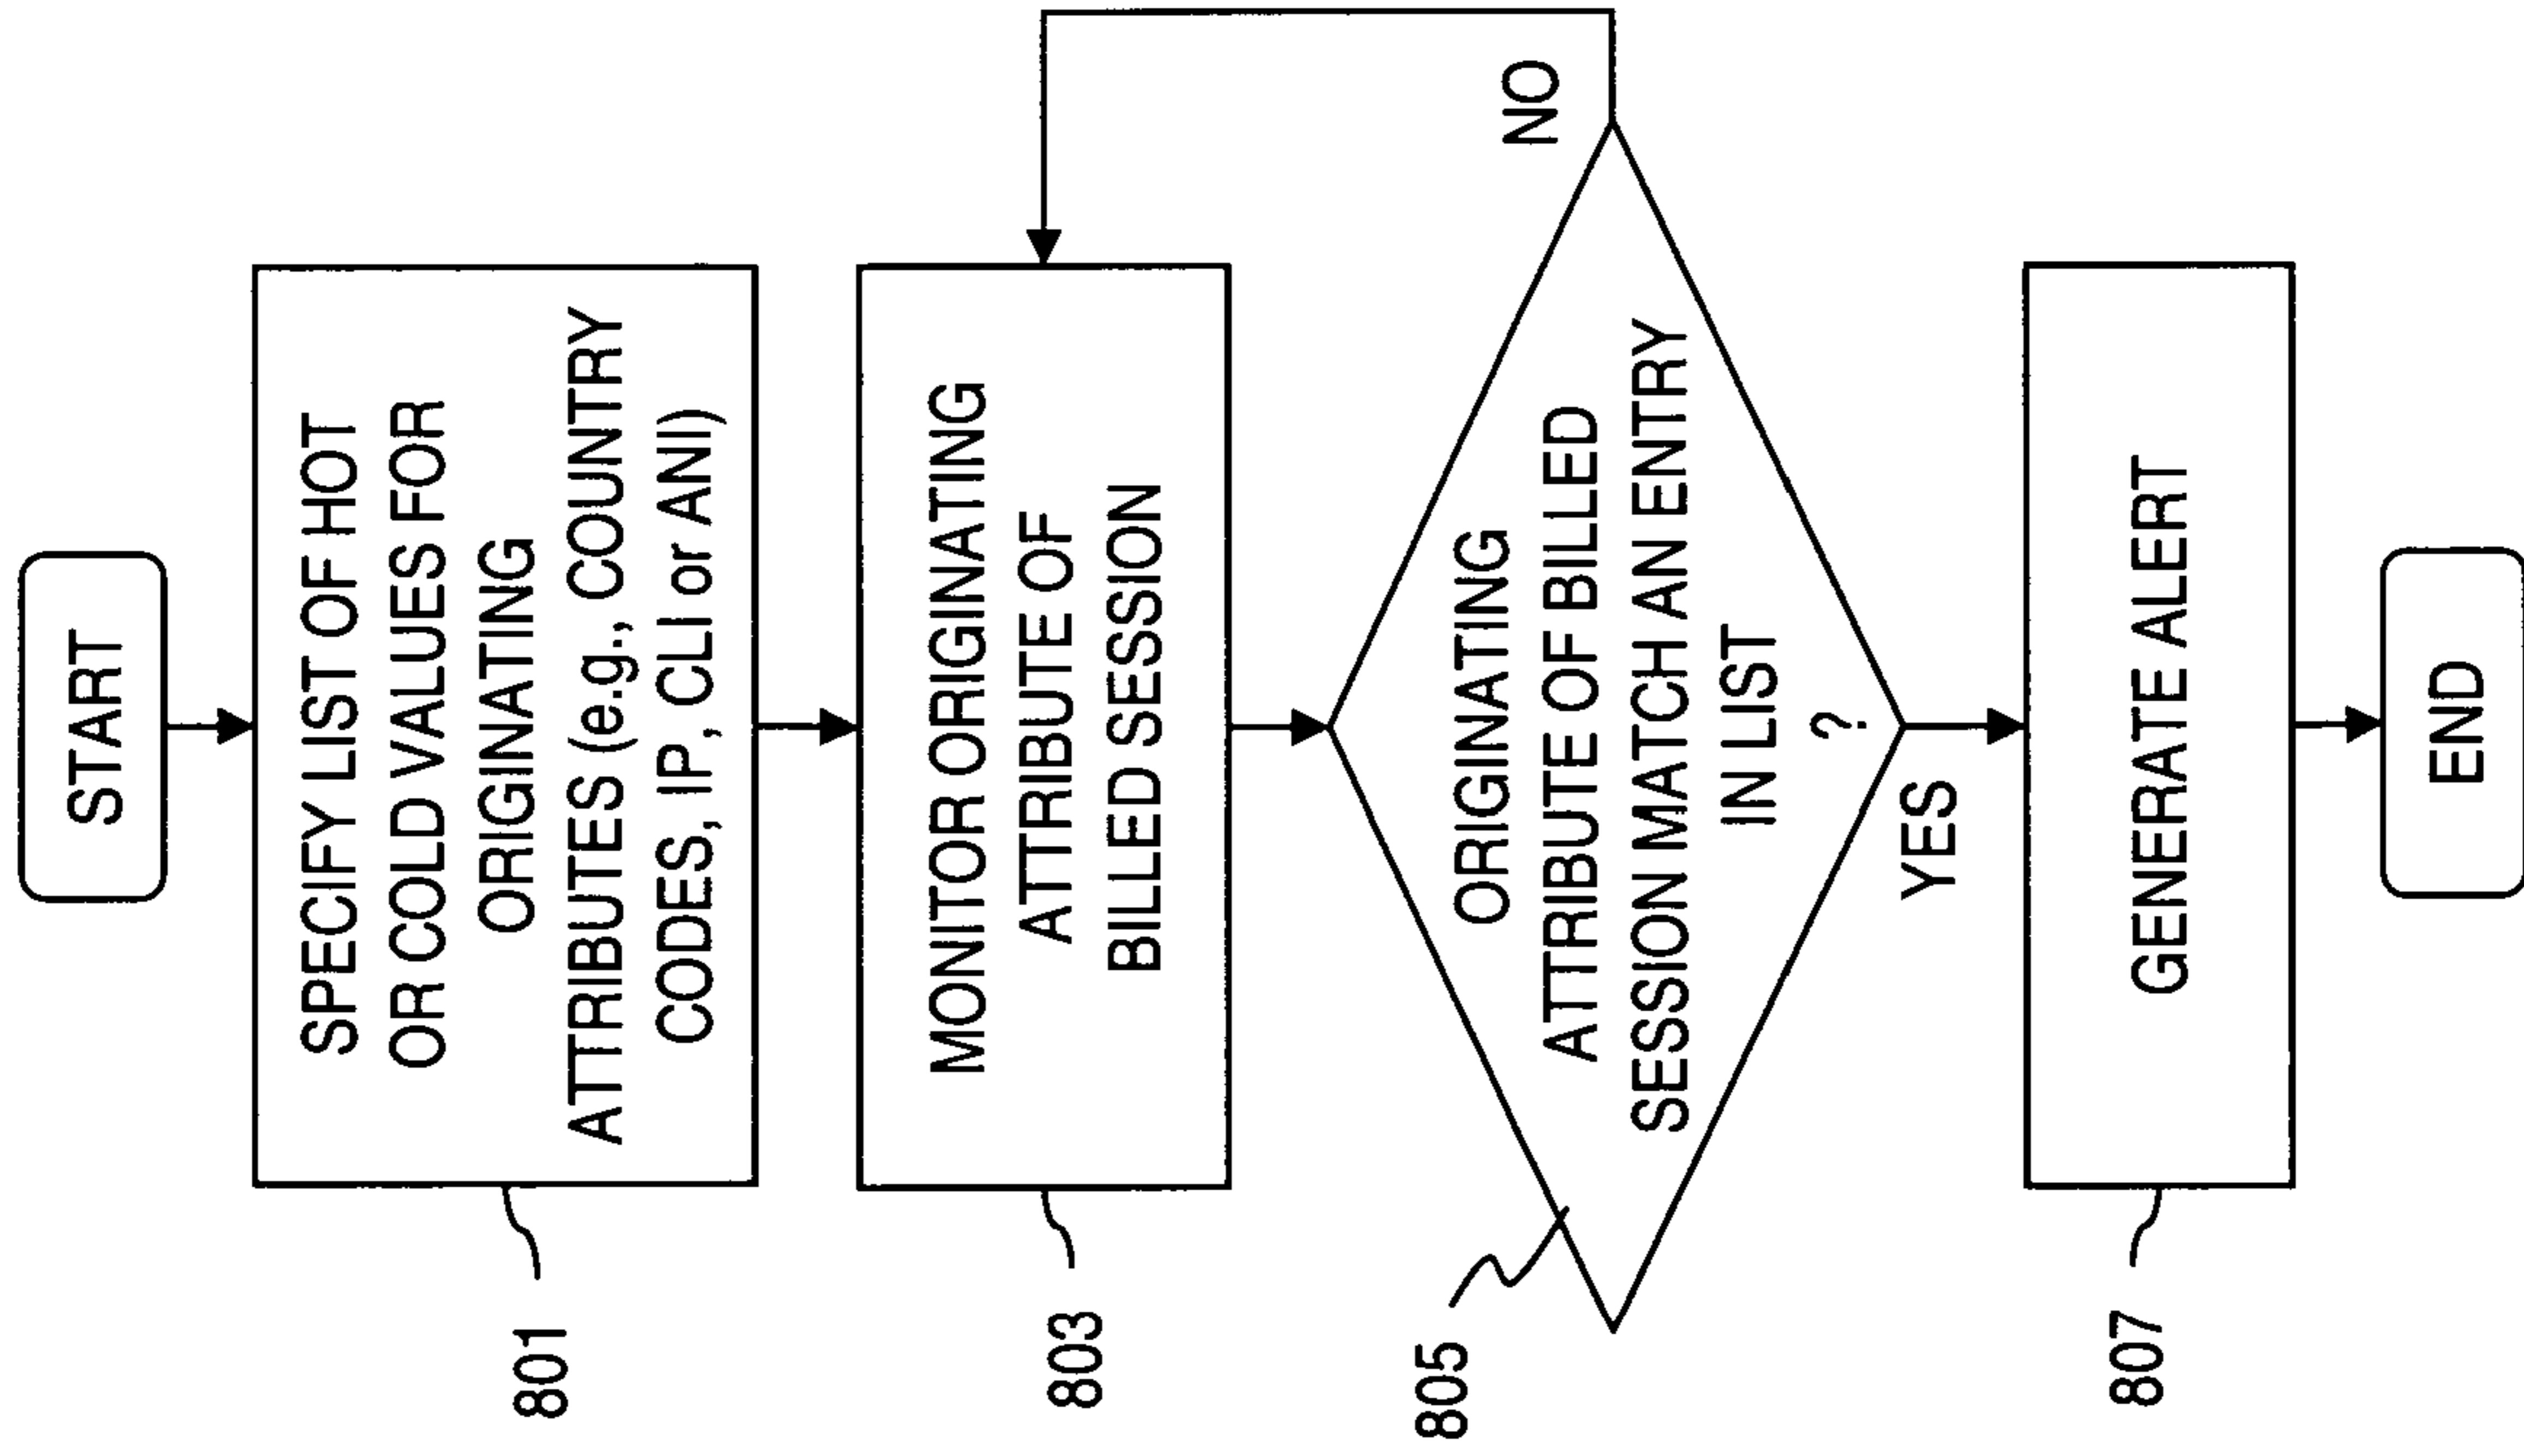 START
SPECIFY LIST OF HOT
OR COLD VALUES FOR
ORIGINATING
ATTRIBUTES (e.g., COUNTRY
CODES, IP, CLI or ANI)
801
MONITOR ORIGINATING
ATTRIBUTE OF
BILLED SESSION
803
ORIGINATING
ATTRIBUTE OF BILLED
SESSION MATCH AN ENTRY
IN LIST
?
805
NO
YES
GENERATE ALERT
807
END